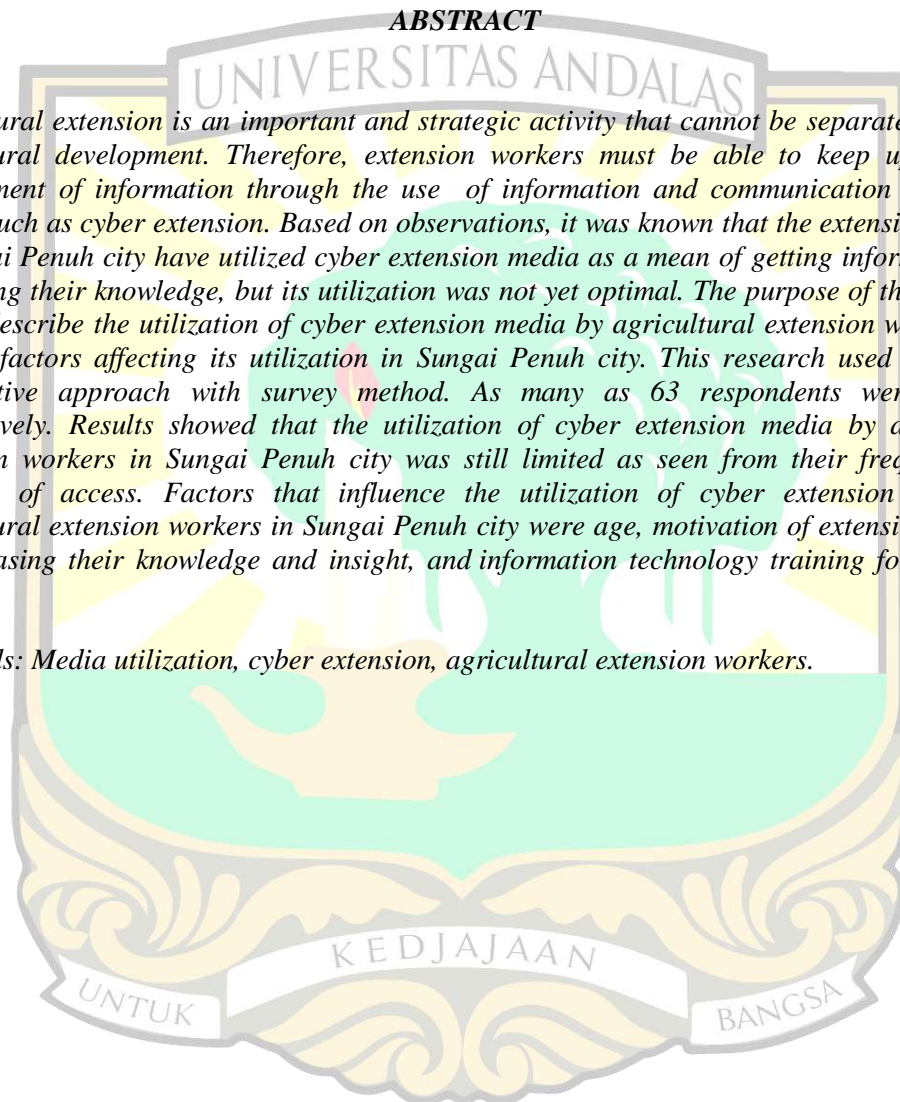 ABSTRACT
UNIVERSITAS ANDALAS
ural extension is an important and strategic activity that cannot be separate
ural development. Therefore, extension workers must be able to keep u
ment of information through the use of information and communication
uch as cyber extension. Based on observations, it was known that the extensi
ai Penuh city have utilized cyber extension media as a mean of getting infor
ng their knowledge, but its utilization was not yet optimal. The purpose of th
escribe the utilization of cyber extension media by agricultural extension w
factors affecting its utilization in Sungai Penuh city. This research used
tive approach with survey method. As many as 63 respondents wer
vely. Results showed that the utilization of cyber extension media by a
n workers in Sungai Penuh city was still limited as seen from their freq
of access. Factors that influence the utilization of cyber extension
ural extension workers in Sungai Penuh city were age, motivation of extensi
asing their knowledge and insight, and information technology training fo
ls: Media utilization, cyber extension, agricultural extension workers.
KEDJAJAAN
UNTUK
BANGSA